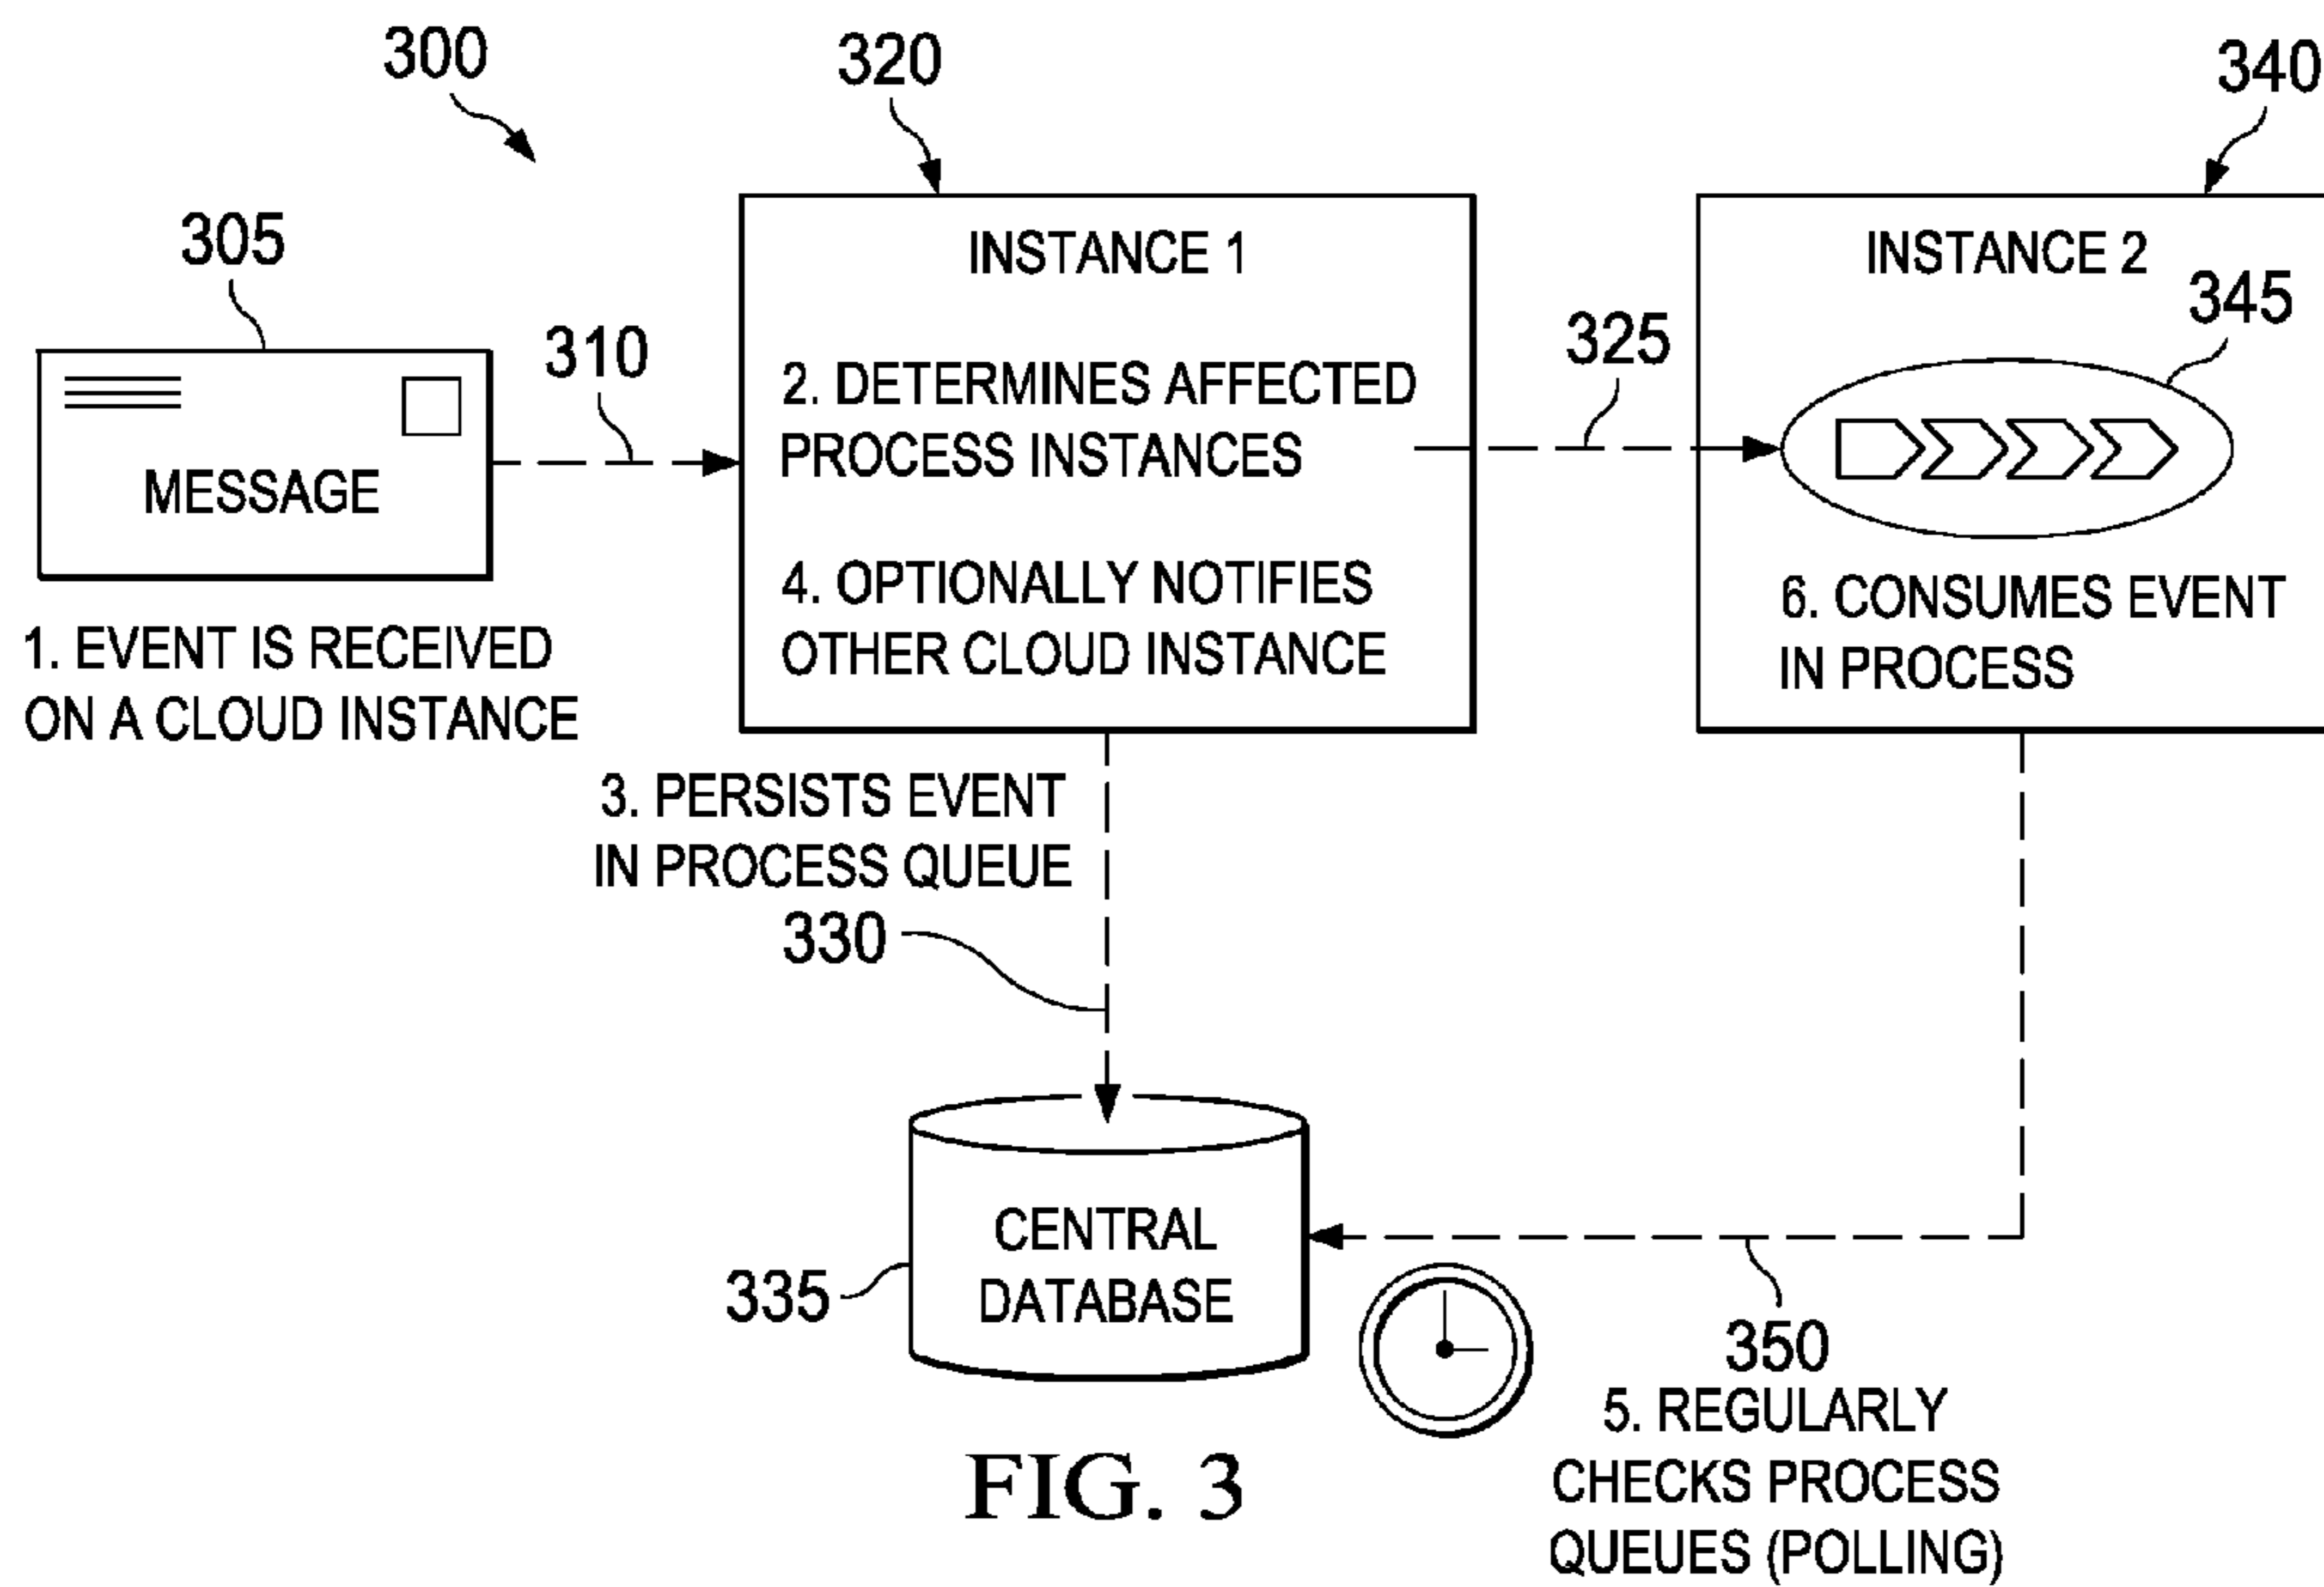 300
320
340
305
INSTANCE 1
INSTANCE 2
345
310
325
2. DETERMINES AFFECTED
PROCESS INSTANCES
MESSAGE
4. OPTIONALLY NOTIFIES
OTHER CLOUD INSTANCE
6. CONSUMES EVENT
IN PROCESS
1. EVENT IS RECEIVED
ON A CLOUD INSTANCE
3. PERSISTS EVENT
IN PROCESS QUEUE
330
CENTRAL
DATABASE
335
350
5. REGULARLY
CHECKS PROCESS
QUEUES (POLLING)
FIG. 3